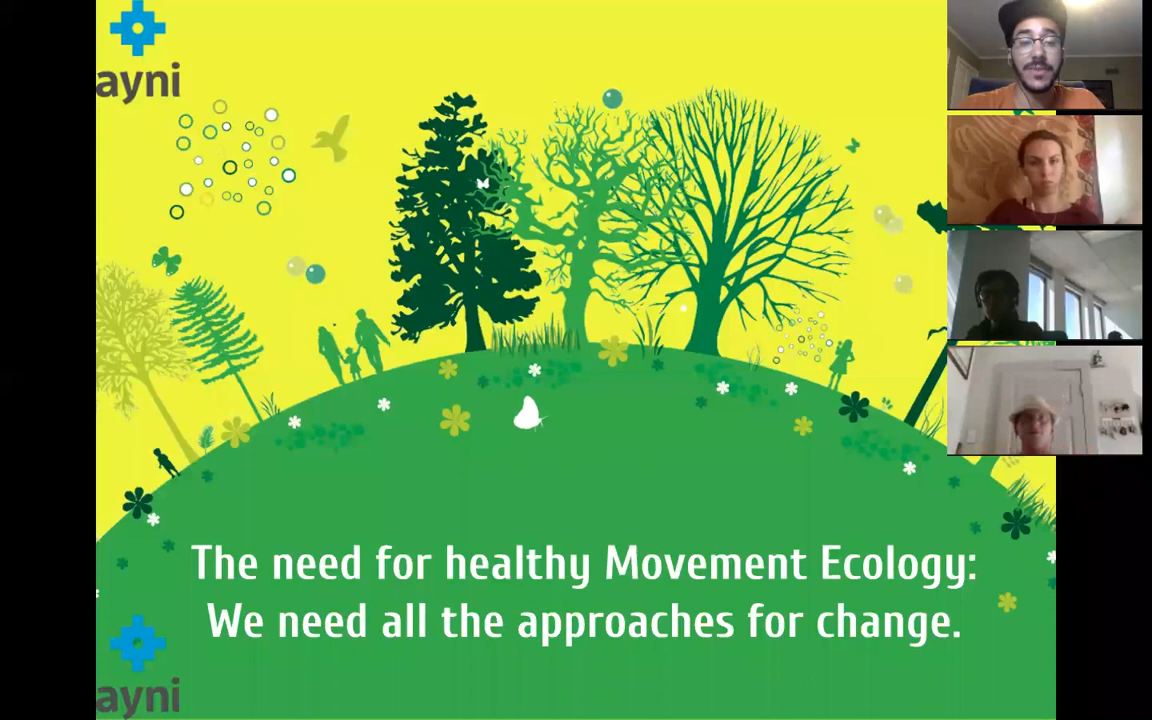 ayni
The need for healthy Movement Ecology:
We need all the approaches for change.
ayni